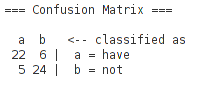 === Confusion Matrix ===
a b <-- classified as
22 6 | a = have
5 24 | b = not